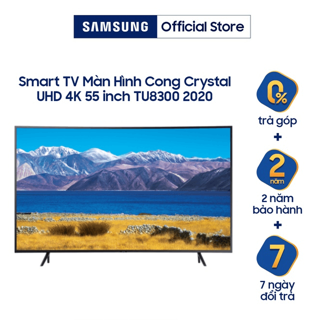 SAMSUNG Official Store
Smart TV Màn Hình Cong Crystal
UHD 4K 55 inch TU8300 2020
0%
trả góp
+
2
năm
2 năm
bảo hành
+
7
7 ngày
đổi trả